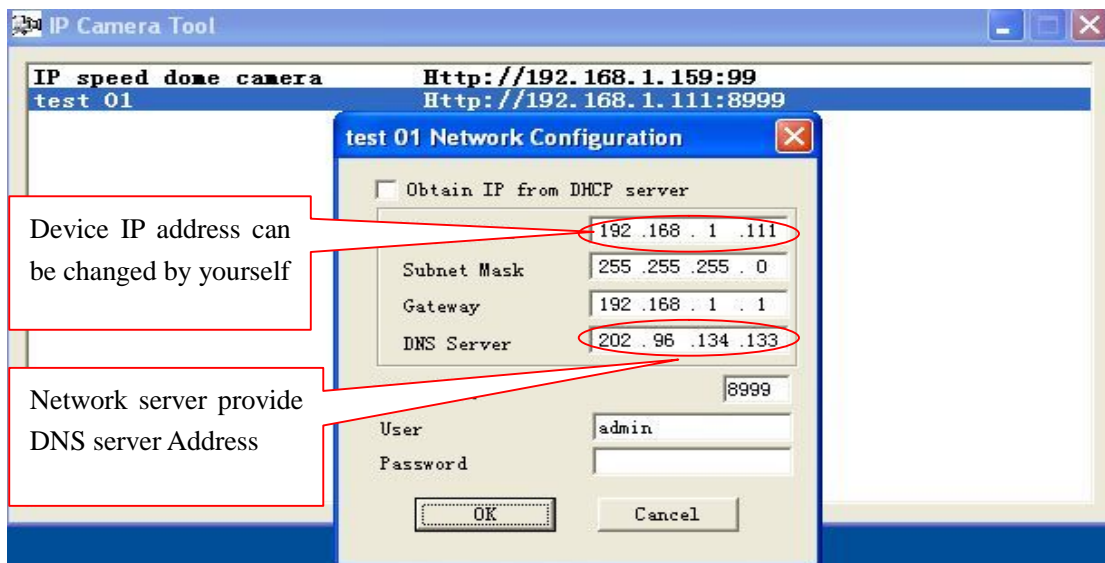 IP Camera Tool
IP speed dome camera Http://192.168.1.159:99
test 01 Http://192.168.1.111:8999
test 01 Network Configuration
Obtain IP from DHCP server
192 .168 . 1 .111
Subnet Mask 255 .255 .255 . 0
Gateway 192 .168 . 1 . 1
DNS Server 202 . 96 .134 .133
8999
User admin
Password
OK Cancel
Device IP address can
be changed by yourself
Network server provide
DNS server Address